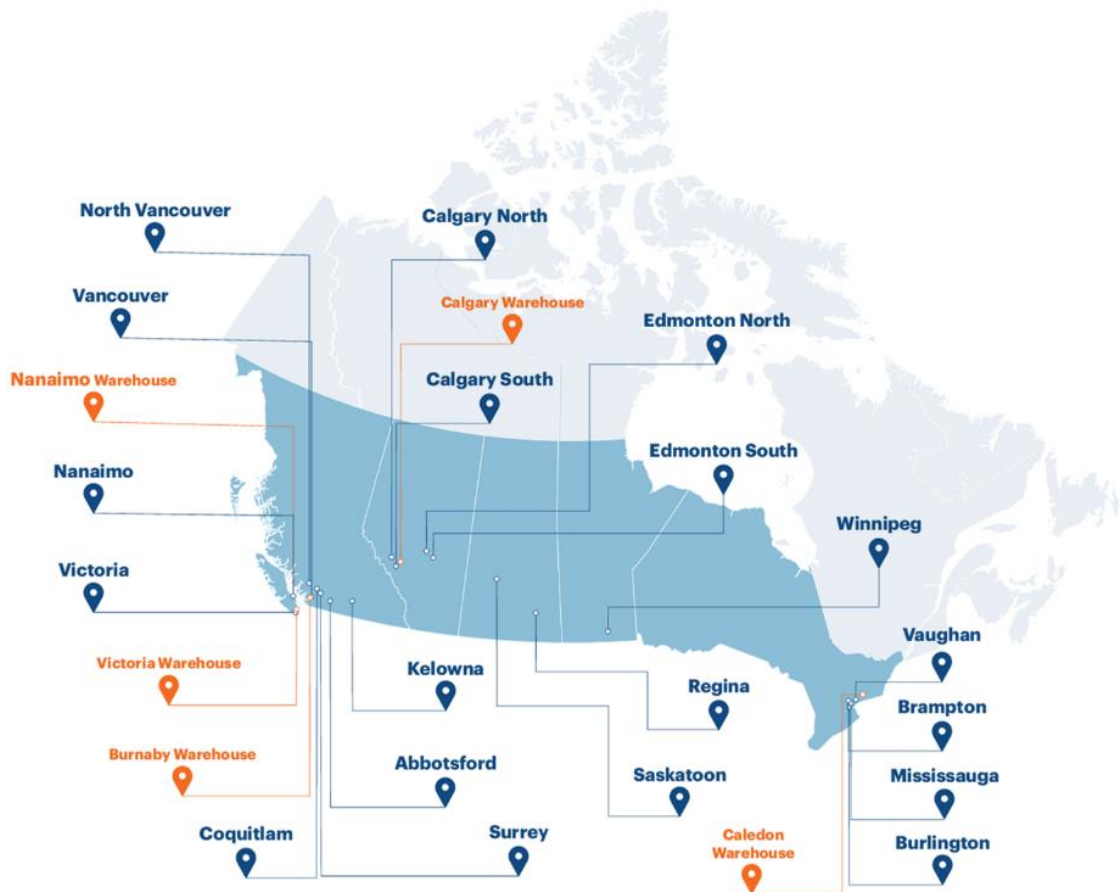 North Vancouver
Calgary North
Vancouver
Calgary Warehouse
Edmonton North
Nanaimo Warehouse
Calgary South
Edmonton South
Nanaimo
Winnipeg
Victoria
Vaughan
Victoria Warehouse
Kelowna
Regina
Brampton
Burnaby Warehouse
Abbotsford
Saskatoon
Mississauga
Coquitlam
Surrey
Caledon
Warehouse
Burlington